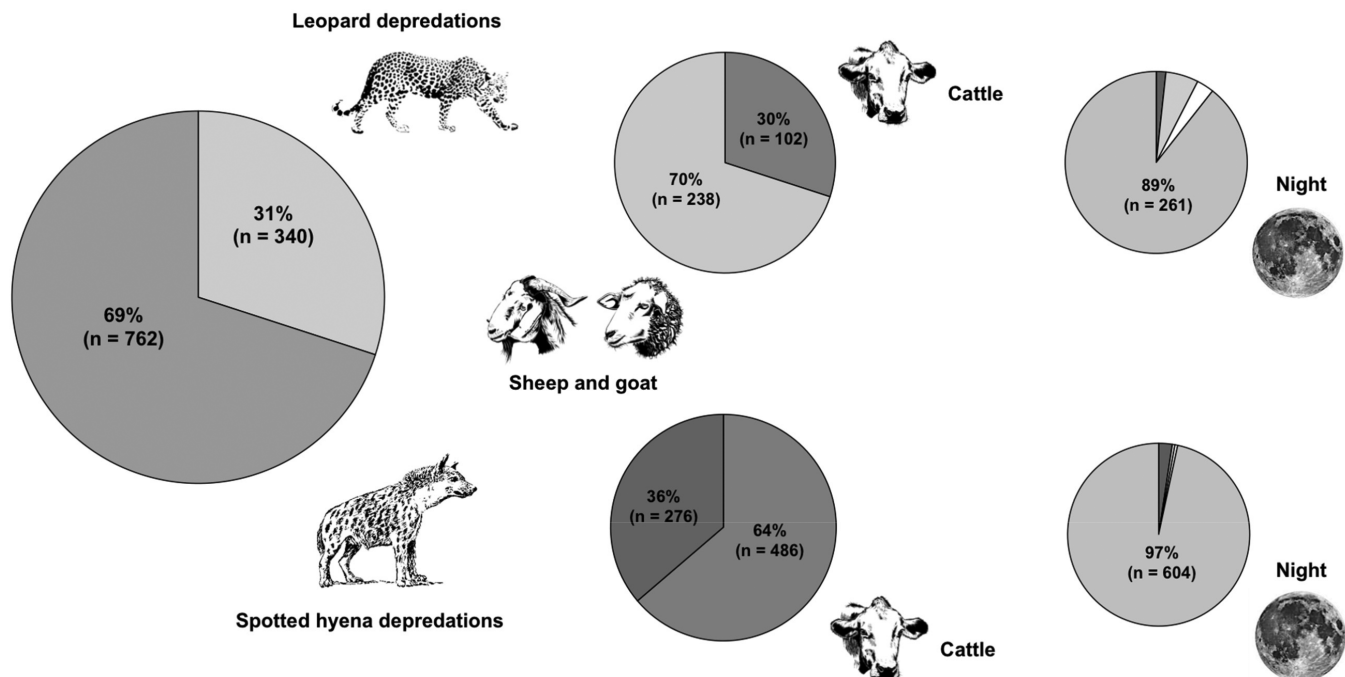 Leopard depredations
31%
(n = 340)
69%
(n = 762)
Spotted hyena depredations
30%
(n = 102)
70%
(n = 238)
Cattle
Sheep and goat
36%
(n = 276)
64%
(n = 486)
Cattle
89%
(n = 261)
Night
97%
(n = 604)
Night